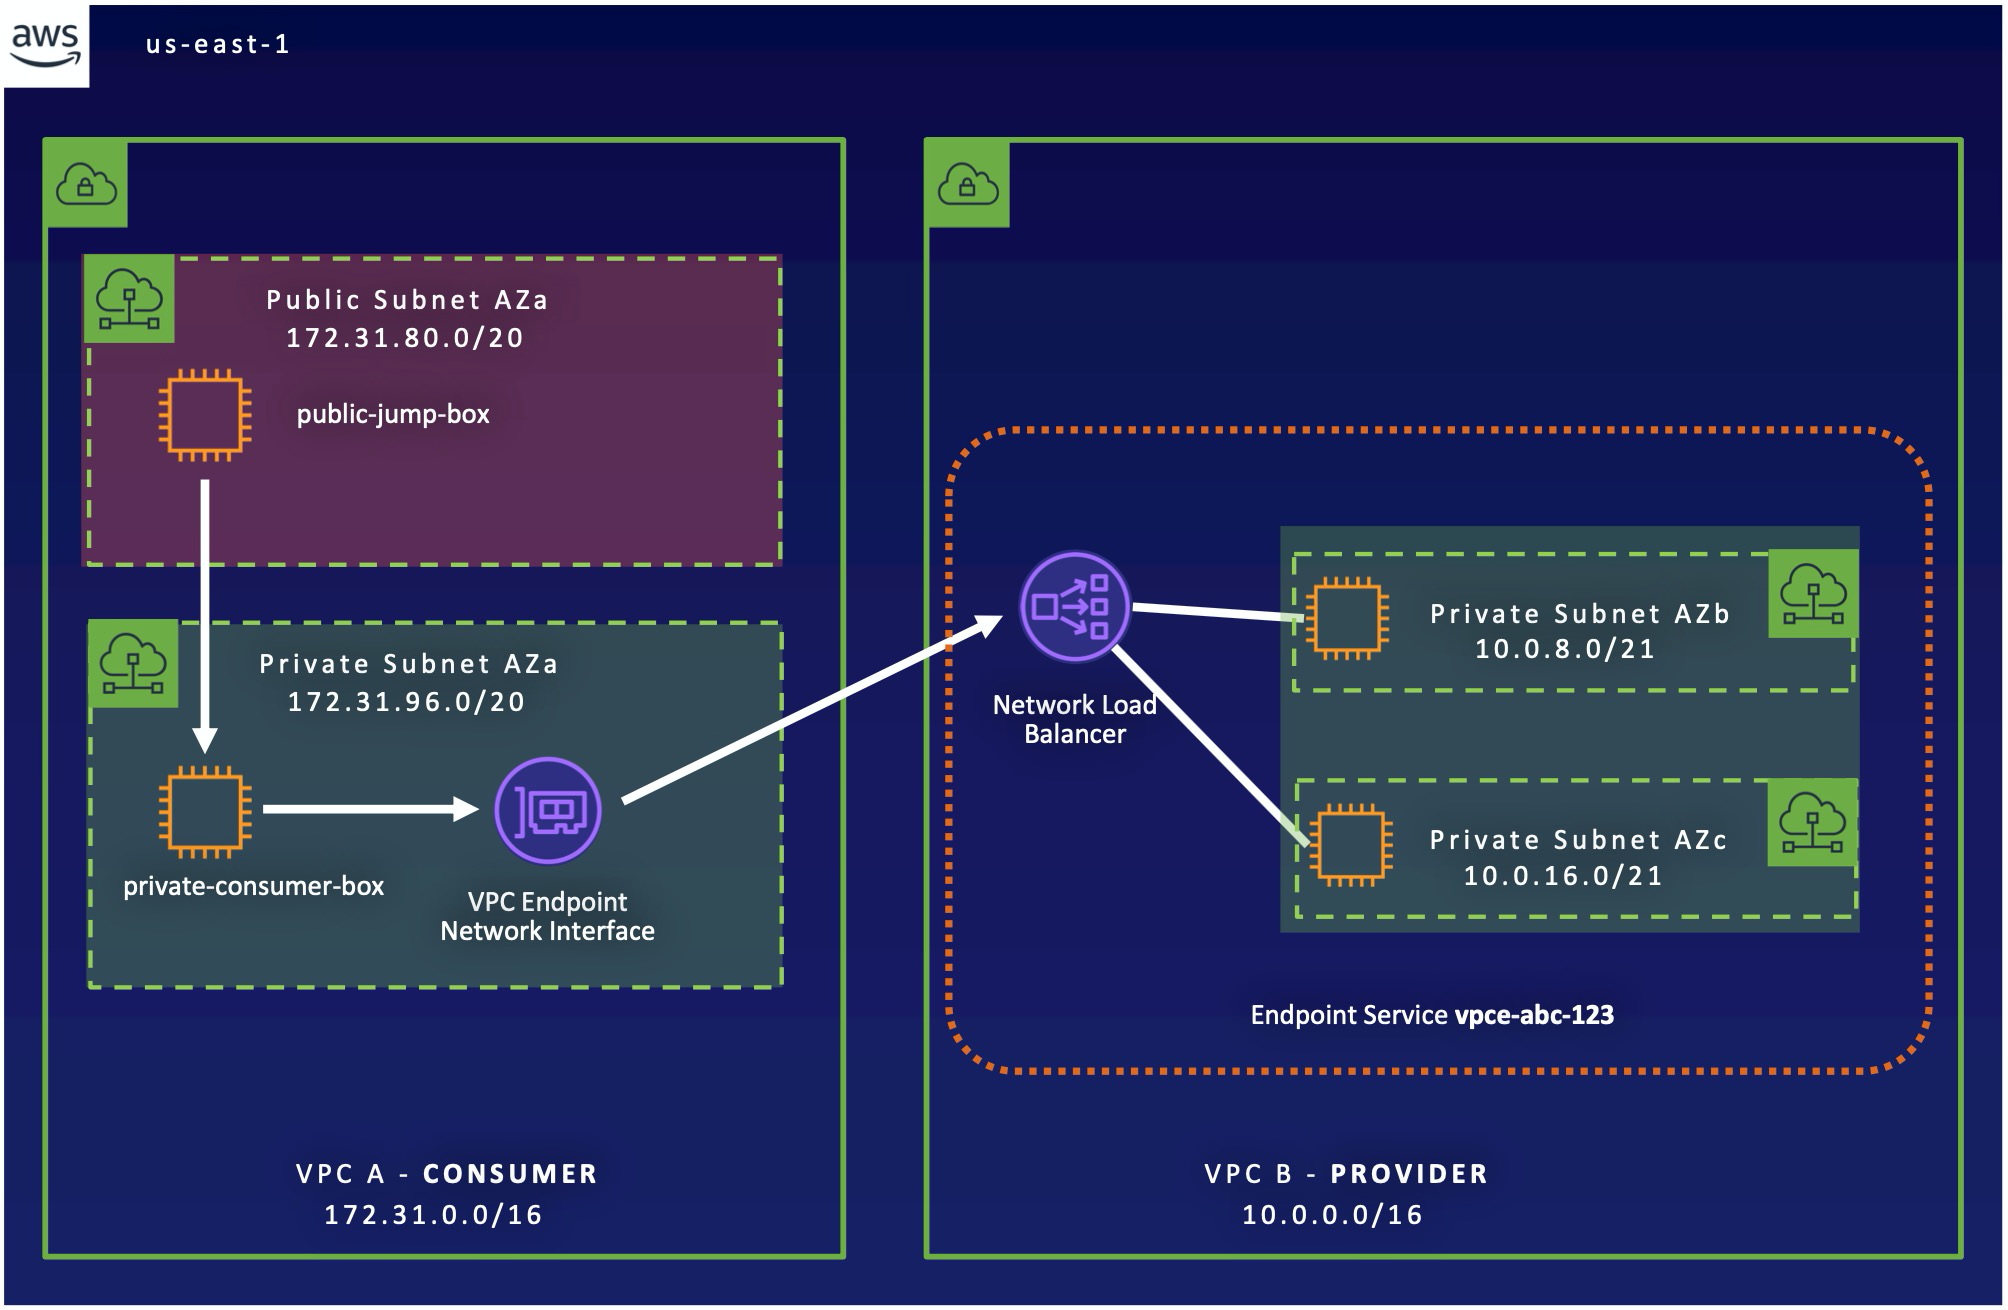 aws
us-east-1
Public Subnet AZa
172.31.80.0/20
public-jump-box
Private Subnet AZa
172.31.96.0/20
private-consumer-box
VPC Endpoint
Network Interface
VPC A - CONSUMER
172.31.0.0/16
Network Load
Balancer
Private Subnet AZb
10.0.8.0/21
Private Subnet AZc
10.0.16.0/21
Endpoint Service vpce-abc-123
VPC B - PROVIDER
10.0.0.0/16